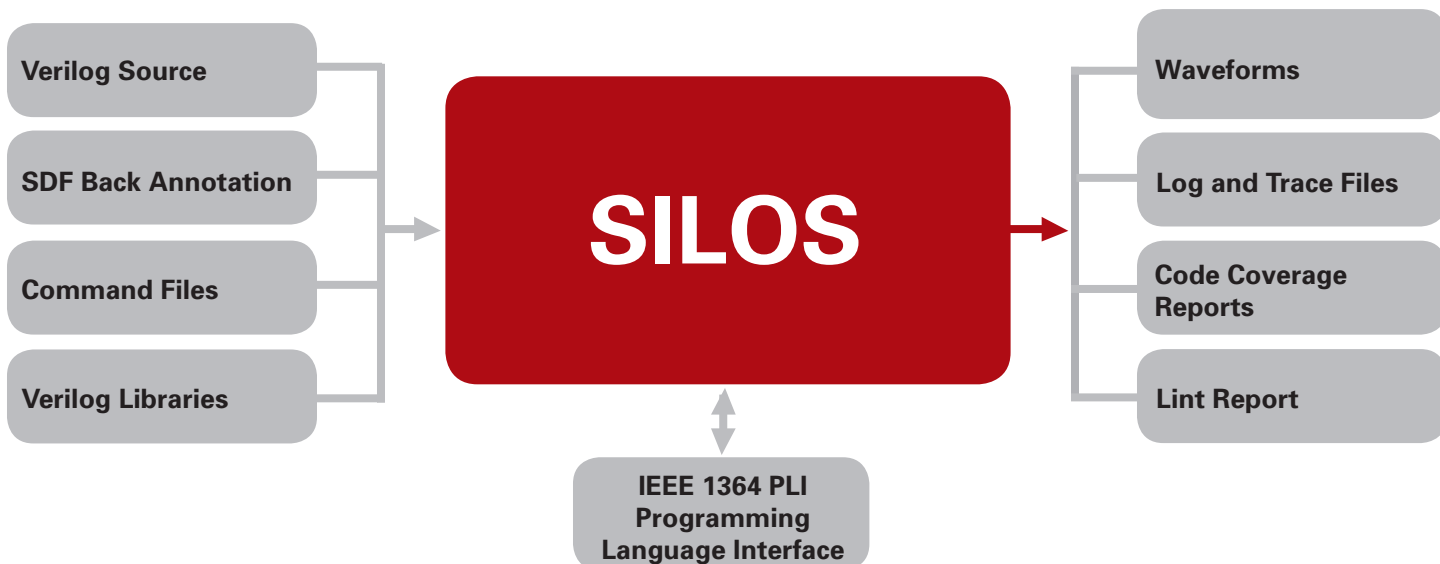 Verilog Source
SDF Back Annotation
Command Files
Verilog Libraries
SILOS
IEEE 1364 PLI
Programming
Language Interface
Waveforms
Log and Trace Files
Code Coverage
Reports
Lint Report